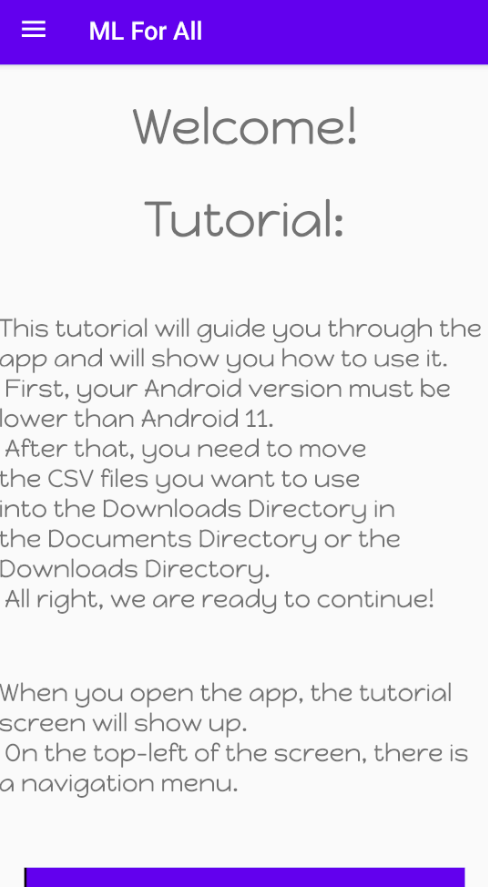 ML For All
Welcome!
Tutorial:
This tutorial will guide you through the
app and will show you how to use it.
First, your Android version must be
lower than Android 11.
After that, you need to move
the CSV files you want to use
into the Downloads Directory in
the Documents Directory or the
Downloads Directory.
All right, we are ready to continue!
When you open the app, the tutorial
screen will show up.
On the top-left of the screen, there is
a navigation menu.